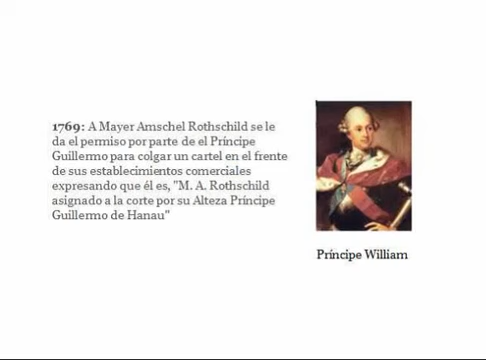 1769: A Mayer Amschel Rothschild se le
da el permiso por parte de el Príncipe
Guillermo para colgar un cartel en el frente
de sus establecimientos comerciales
expresando que él es, "M. A. Rothschild
asignado a la corte por su Alteza Príncipe
Guillermo de Hanau"
Príncipe William